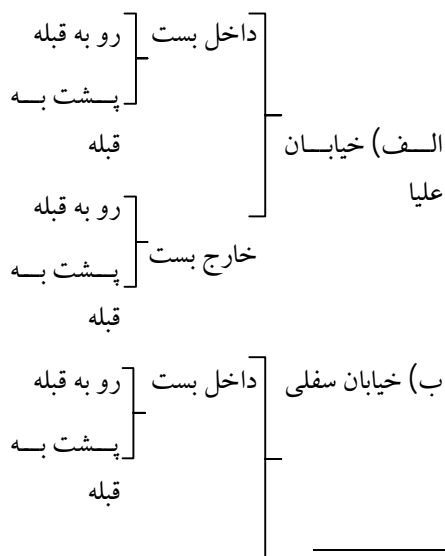 داخل بست رو به قبله
پشت به
الف) خیابان قبله
علیا
رو به قبله
خارج بست
پشت به
قبله
ب) خیابان سفلی داخل بست رو به قبله
پشت به
قبله